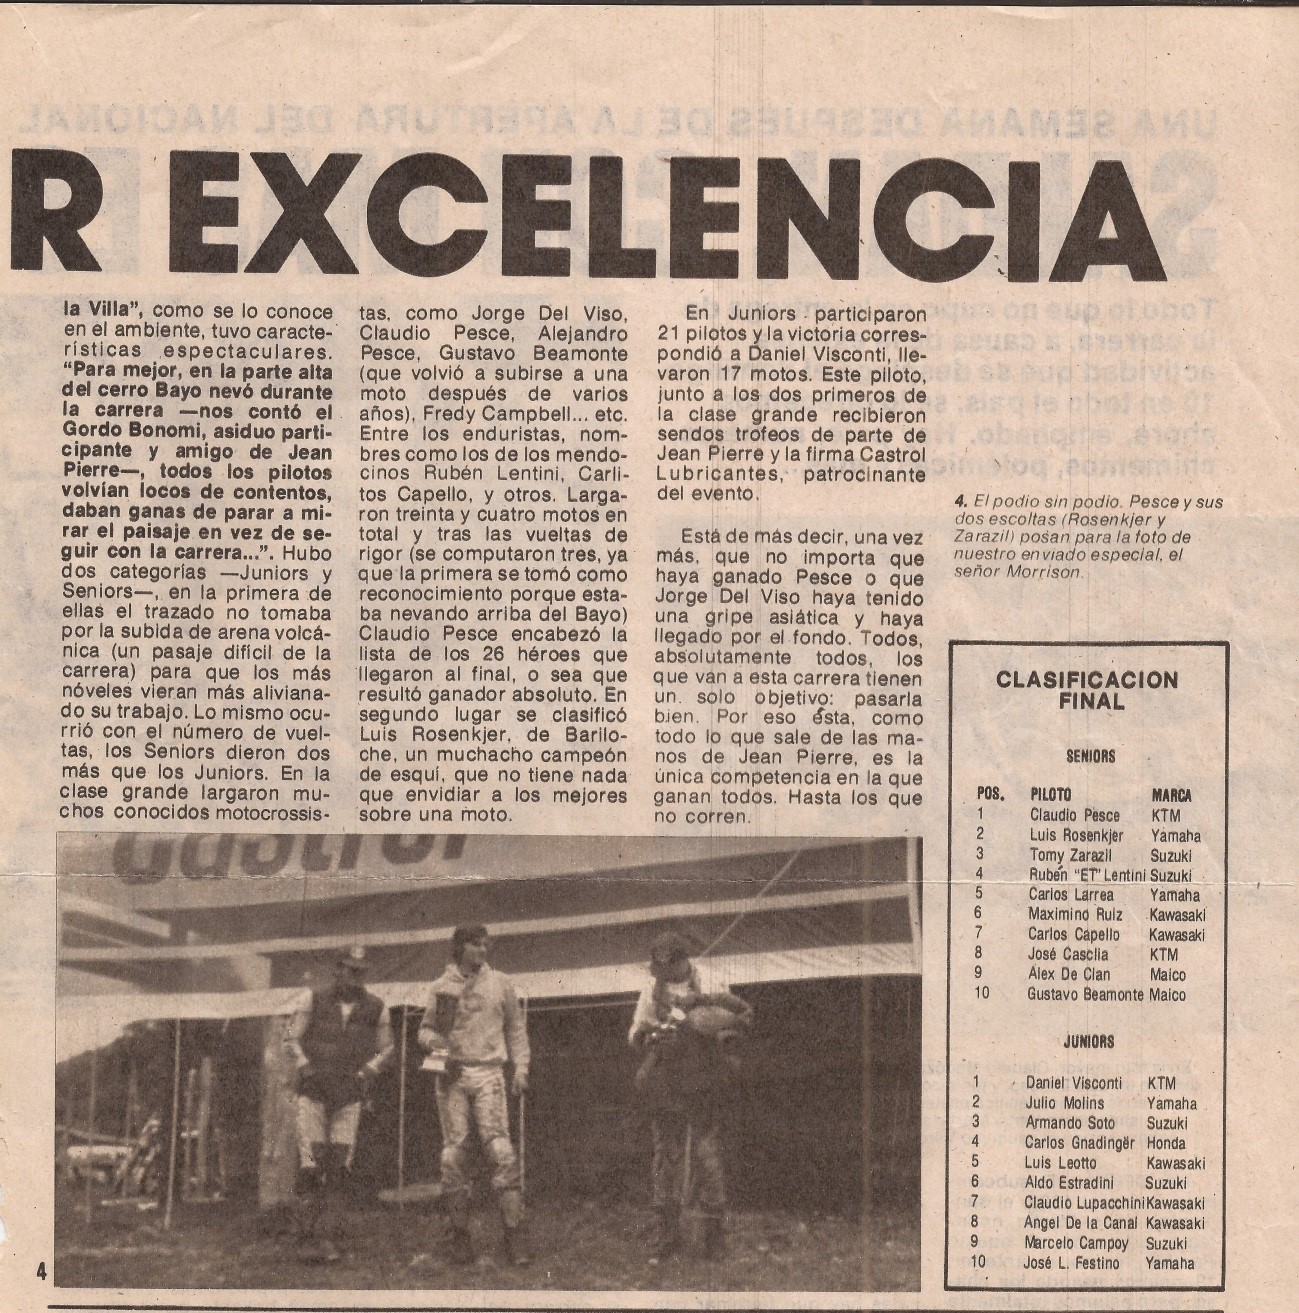 R EXCELENCIA
la Villa”, como se lo conoce
en el ambiente, tuvo caracte-
rísticas espectaculares.
“Para mejor, en la parte alta
del cerro Bayo nevó durante
la carrera —nos contó el
Gordo Bonomi, asiduo parti-
cipante y amigo de Jean
Pierre—, todos los pilotos
volvían locos de contentos,
daban ganas de parar a mi-
rar el paisaje en vez de se-
guir con la carrera...”. Hubo
dos categorías —Juniors y
Seniors—, en la primera de
ellas el trazado no tomaba
por la subida de arena volcá-
nica (un pasaje difícil de la
carrera) para que los más
nóveles vieran más aliviana-
do su trabajo. Lo mismo ocu-
rrió con el número de vuel-
tas, los Seniors dieron dos
más que los Juniors. En la
clase grande largaron mu-
chos conocidos motocrossis-
tas, como Jorge Del Viso,
Claudio Pesce, Alejandro
Pesce, Gustavo Beamonte
(que volvió a subirse a una
moto después de varios
años), Fredy Campbell... etc.
Entre los enduristas, nom-
bres como los de los mendo-
cinos Rubén Lentini, Carli-
tos Capello, y otros. Larga-
ron treinta y cuatro motos en
total y tras las vueltas de
rigor (se computaron tres, ya
que la primera se tomó como
reconocimiento porque esta-
ba nevando arriba del Bayo)
Claudio Pesce encabezó la
lista de los 26 héroes que
llegaron al final, o sea que
resultó ganador absoluto. En
segundo lugar se clasificó
Luis Rosenkjer, de Barilo-
che, un muchacho campeón
de esquí, que no tiene nada
que envidiar a los mejores
sobre una moto.
En Juniors participaron
21 pilotos y la victoria corres-
pondió a Daniel Visconti, lle-
varon 17 motos. Este piloto,
junto a los dos primeros de
la clase grande recibieron
sendos trofeos de parte de
Jean Pierre y la firma Castrol
Lubricantes, patrocinante
del evento.
Está de más decir, una vez
más, que no importa que
haya ganado Pesce o que
Jorge Del Viso haya tenido
una gripe asiática y haya
llegado por el fondo. Todos,
absolutamente todos, los
que van a esta carrera tienen
un solo objetivo: pasarla
bien. Por eso ésta, como
todo lo que sale de las ma-
nos de Jean Pierre, es la
única competencia en la que
ganan todos. Hasta los que
no corren.
4. El podio sin podio. Pesce y sus
dos escoltas (Rosenkjer y
Zarazil) posan para la foto de
nuestro enviado especial, el
señor Morrison.
CLASIFICACION
FINAL
SENIORS
POS. PILOTO MARCA
1 Claudio Pesce KTM
2 Luis Rosenkjer Yamaha
3 Tomy Zarazil Suzuki
4 Rubén "ET" Lentini Suzuki
5 Carlos Larrea Yamaha
6 Maximino Ruiz Kawasaki
7 Carlos Capello Kawasaki
8 José Casclia KTM
9 Alex De Clan Maico
10 Gustavo Beamonte Maico
JUNIORS
1 Daniel Visconti KTM
2 Julio Molins Yamaha
3 Armando Soto Suzuki
4 Carlos Gnadinger Honda
5 Luis Leotto Kawasaki
6 Aldo Estradini Suzuki
7 Claudio Lupacchini Kawasaki
8 Angel De la Canal Kawasaki
9 Marcelo Campoy Suzuki
10 José L. Festino Yamaha
Castrol
4